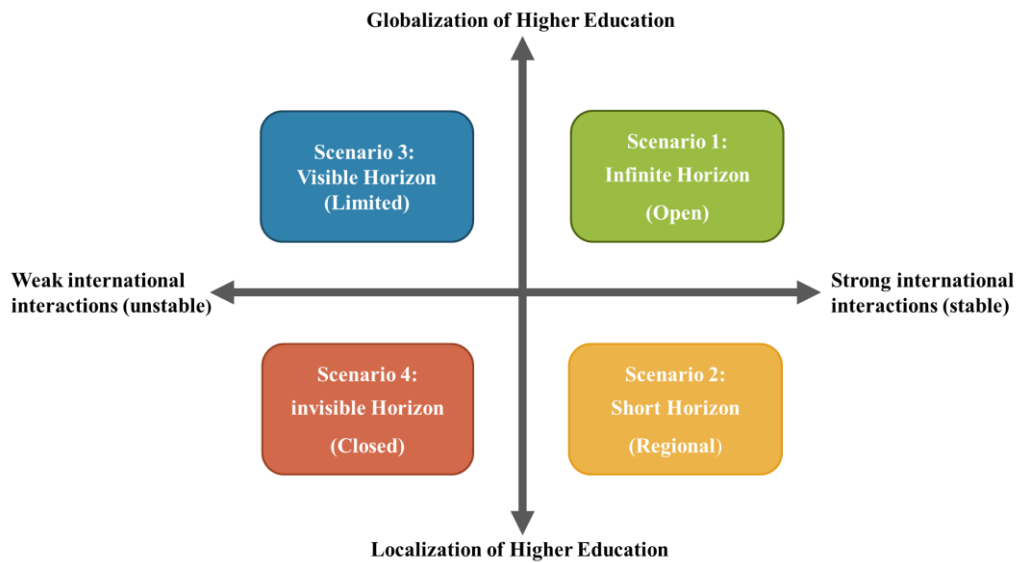 Globalization of Higher Education
Scenario 3:
Visible Horizon
(Limited)
Scenario 1:
Infinite Horizon
(Open)
Weak international
interactions (unstable)
Strong international
interactions (stable)
Scenario 4:
invisible Horizon
(Closed)
Scenario 2:
Short Horizon
(Regional)
Localization of Higher Education